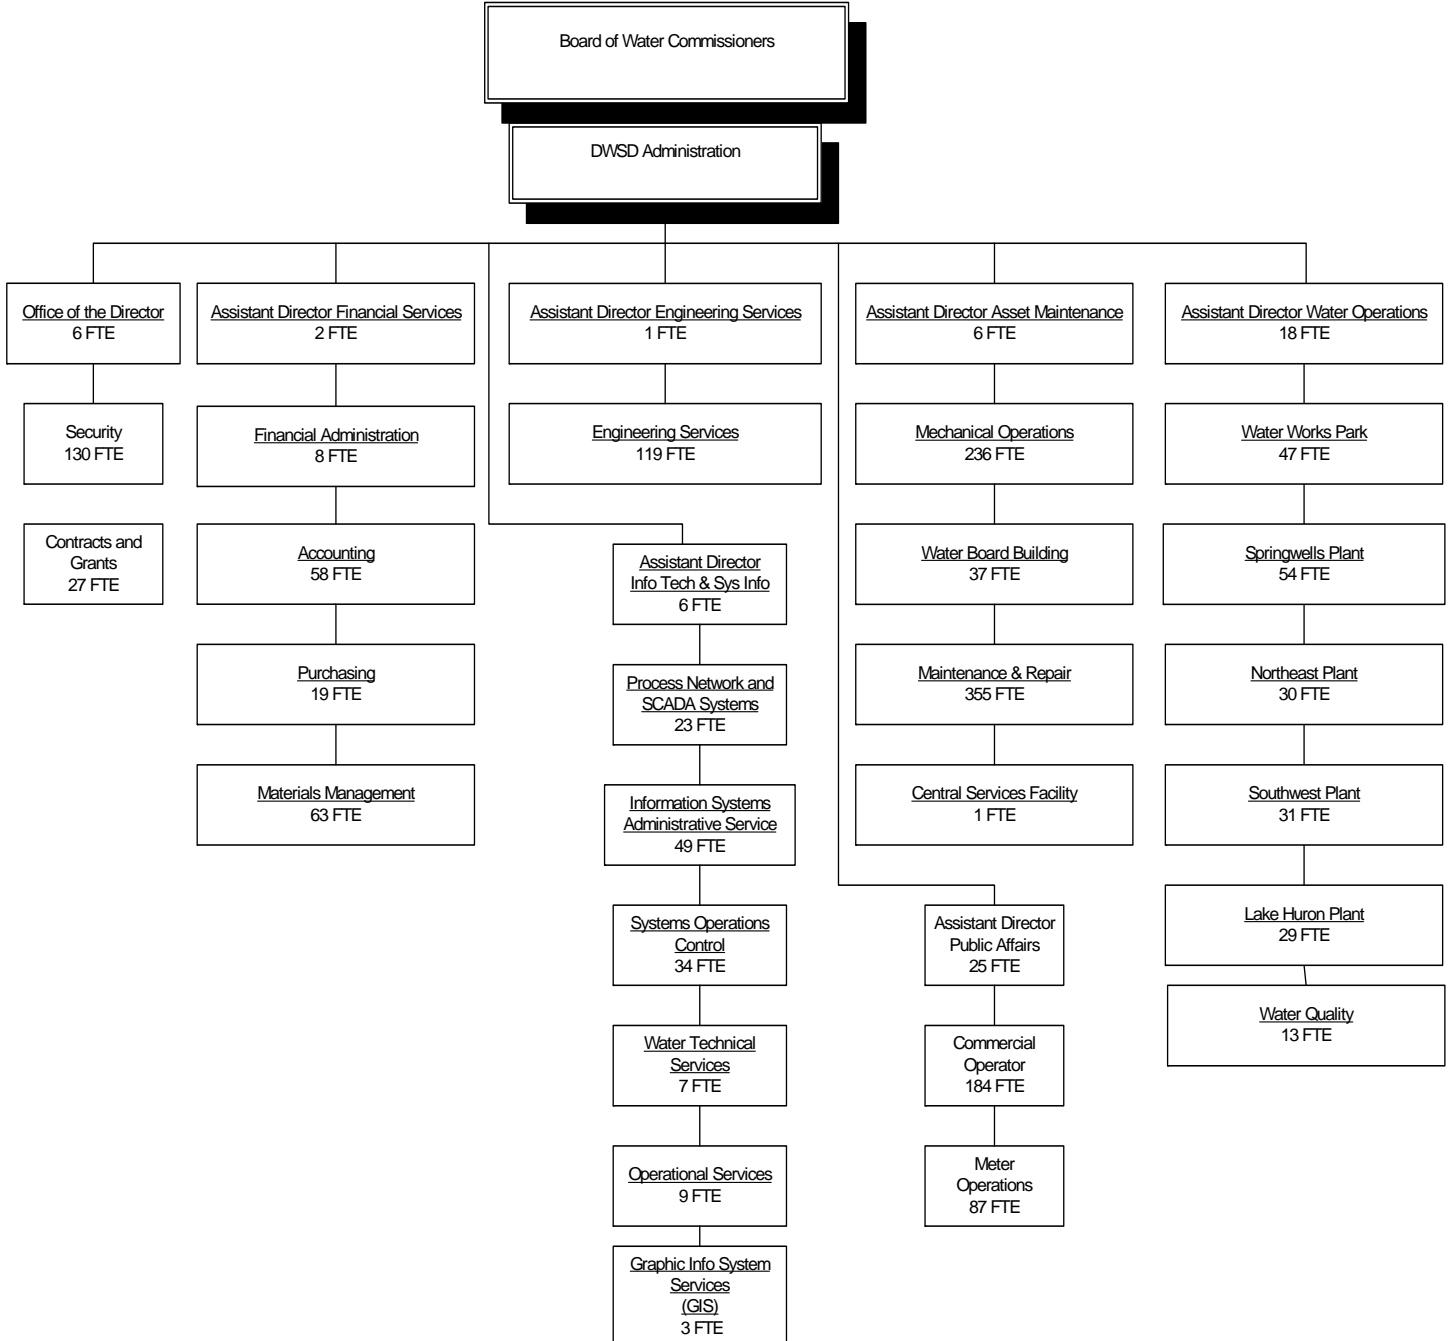 Board of Water Commissioners
DWSD Administration
Office of the Director
6 FTE
Security
130 FTE
Contracts and
Grants
27 FTE
Assistant Director Financial Services
2 FTE
Financial Administration
8 FTE
Accounting
58 FTE
Purchasing
19 FTE
Materials Management
63 FTE
Assistant Director Engineering Services
1 FTE
Engineering Services
119 FTE
Assistant Director
Info Tech & Sys Info
6 FTE
Process Network and
SCADA Systems
23 FTE
Information Systems
Administrative Service
49 FTE
Systems Operations
Control
34 FTE
Water Technical
Services
7 FTE
Operational Services
9 FTE
Graphic Info System
Services
(GIS)
3 FTE
Assistant Director Asset Maintenance
6 FTE
Mechanical Operations
236 FTE
Water Board Building
37 FTE
Maintenance & Repair
355 FTE
Central Services Facility
1 FTE
Assistant Director
Public Affairs
25 FTE
Commercial
Operator
184 FTE
Meter
Operations
87 FTE
Assistant Director Water Operations
18 FTE
Water Works Park
47 FTE
Springwells Plant
54 FTE
Northeast Plant
30 FTE
Southwest Plant
31 FTE
Lake Huron Plant
29 FTE
Water Quality
13 FTE